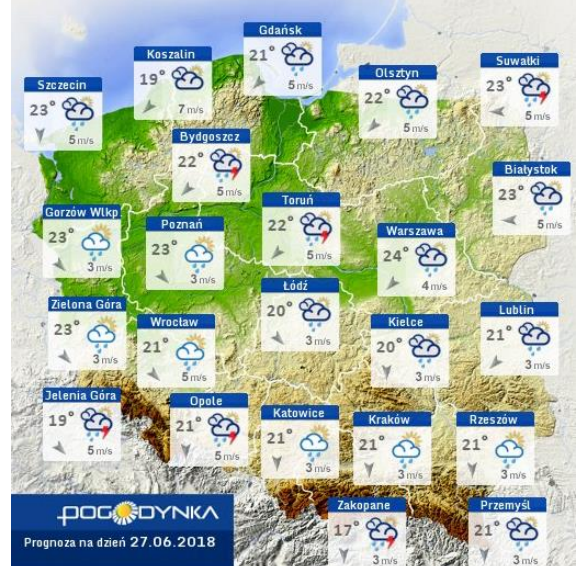 Gdańsk
21°
5 m/s
Koszalin
19°
7 m/s
Suwałki
23°
5 m/s
Olsztyn
22°
5 m/s
Szczecin
23°
5 m/s
Bydgoszcz
22°
5 m/s
Białystok
23°
5 m/s
Toruń
22°
5 m/s
Gorzów Wlkp
23°
3 m/s
Poznań
23°
3 m/s
Warszawa
24°
4 m/s
Łódź
20°
3 m/s
Zielona Góra
23°
3 m/s
Lublin
21°
3 m/s
Wrocław
21°
5 m/s
Kielce
20°
3 m/s
Jelenia Góra
19°
5 m/s
Opole
21°
5 m/s
Katowice
21°
3 m/s
Kraków
21°
3 m/s
Rzeszów
21°
3 m/s
Zakopane
17°
3 m/s
Przemyśl
21°
3 m/s
POGODYNKA
Prognoza na dzień 27.06.2018